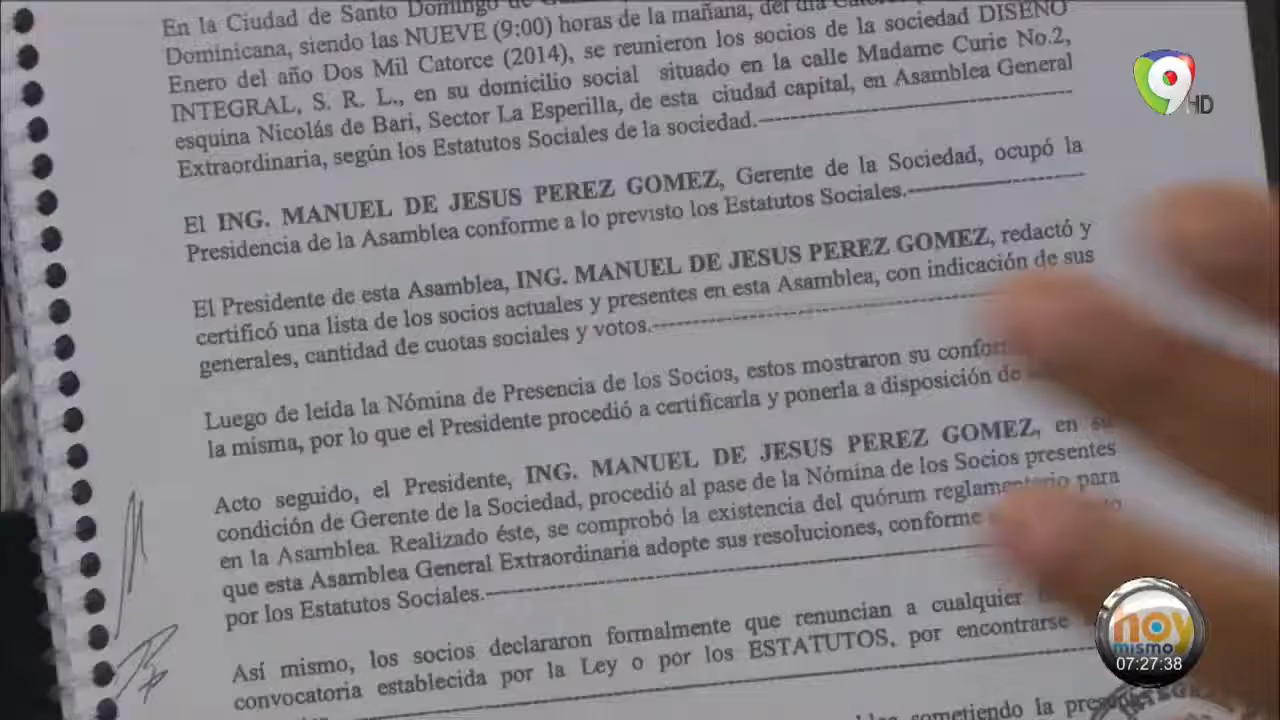 En la Ciudad de Santo Domingo de
Dominicana, siendo las NUEVE (9:00) horas de la mañana, del día
Enero del año Dos Mil Catorce (2014), se reunieron los socios de la sociedad DISEÑO
INTEGRAL, S. R. L., en su domicilio social situado en la calle Madame Curie No.2,
esquina Nicolás de Bari, Sector La Esperilla, de esta ciudad capital, en Asamblea General
Extraordinaria, según los Estatutos Sociales de la sociedad.
El ING. MANUEL DE JESUS PEREZ GOMEZ, Gerente de la Sociedad, ocupó la
Presidencia de la Asamblea conforme a lo previsto los Estatutos Sociales.
El Presidente de esta Asamblea, ING. MANUEL DE JESUS PEREZ GOMEZ, redactó y
certificó una lista de los socios actuales y presentes en esta Asamblea, con indicación de sus
generales, cantidad de cuotas sociales y votos.
Luego de leída la Nómina de Presencia de los Socios, estos mostraron su
la misma, por lo que el Presidente procedió a certificarla y ponerla a disposición de
Acto seguido, el Presidente, ING. MANUEL DE JESUS PEREZ GOMEZ, en su
condición de Gerente de la Sociedad, procedió al pase de la Nómina de los Socios presentes
en la Asamblea. Realizado éste, se comprobó la existencia del quórum reglamentario para
que esta Asamblea General Extraordinaria adopte sus resoluciones, conforme
por los Estatutos Sociales.
Así mismo, los socios declararon formalmente que renuncian a cualquier
convocatoria establecida por la Ley o por los ESTATUTOS, por encontrarse
sometiendo la
9 HD
hoy
mismo
07:27:38